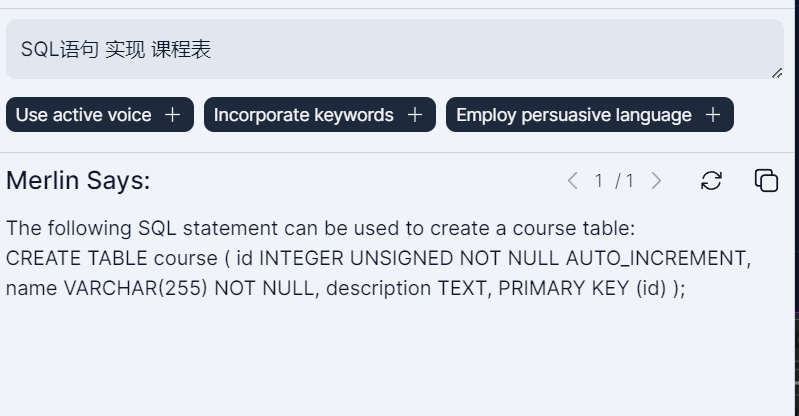 SQL语句 实现 课程表
Use active voice + Incorporate keywords + Employ persuasive language +
Merlin Says: < 1 / 1 >
The following SQL statement can be used to create a course table:
CREATE TABLE course ( id INTEGER UNSIGNED NOT NULL AUTO_INCREMENT,
name VARCHAR(255) NOT NULL, description TEXT, PRIMARY KEY (id) );